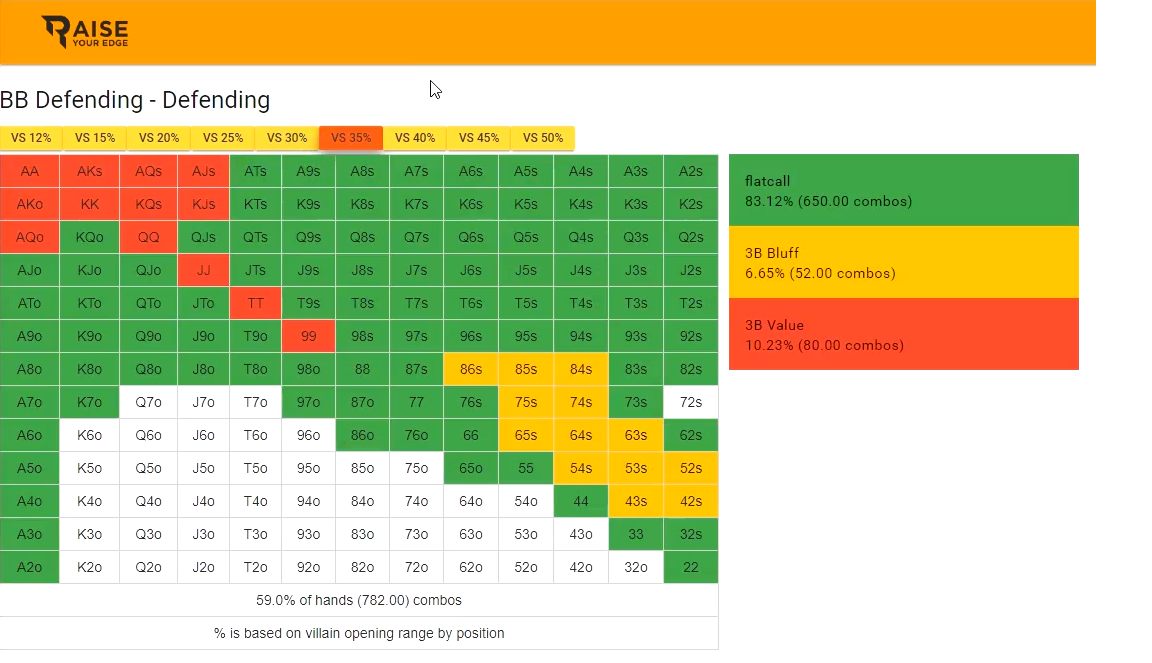 RAISE
YOUR EDGE
BB Defending - Defending
VS 12% VS 15% VS 20% VS 25% VS 30% VS 35% VS 40% VS 45% VS 50%
AA AKs AQs AJs ATs A9s A8s A7s A6s A5s A4s A3s A2s
AKo KK KQs KJs KTs K9s K8s K7s K6s K5s K4s K3s K2s
AQo KQo QQ QJs QTs Q9s Q8s Q7s Q6s Q5s Q4s Q3s Q2s
AJo KJo QJo JJ JTs J9s J8s J7s J6s J5s J4s J3s J2s
ATo KTo QTo JTo TT T9s T8s T7s T6s T5s T4s T3s T2s
A9o K9o Q9o J9o T9o 99 98s 97s 96s 95s 94s 93s 92s
A8o K8o Q8o J8o T8o 98o 88 87s 86s 85s 84s 83s 82s
A7o K7o Q7o J7o T7o 97o 87o 77 76s 75s 74s 73s 72s
A6o K6o Q6o J6o T6o 96o 86o 76o 66 65s 64s 63s 62s
A5o K5o Q5o J5o T5o 95o 85o 75o 65o 55 54s 53s 52s
A4o K4o Q4o J4o T4o 94o 84o 74o 64o 54o 44 43s 42s
A3o K3o Q3o J3o T3o 93o 83o 73o 63o 53o 43o 33 32s
A2o K2o Q2o J2o T2o 92o 82o 72o 62o 52o 42o 32o 22
59.0% of hands (782.00) combos
% is based on villain opening range by position
flatcall
83.12% (650.00 combos)
3B Bluff
6.65% (52.00 combos)
3B Value
10.23% (80.00 combos)